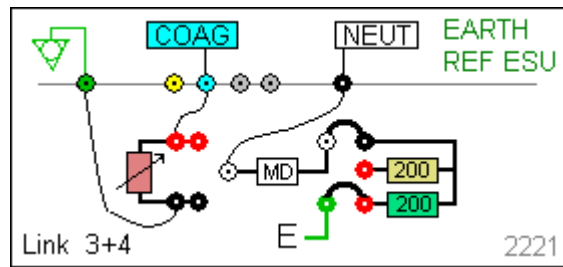 COAG
NEUT
EARTH
REF ESU
MD
200
200
E
Link 3+4
2221